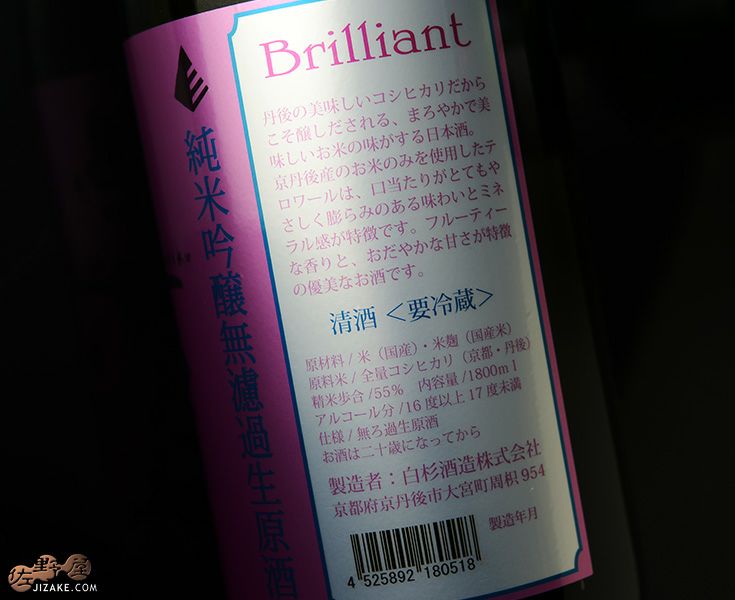 Brilliant
丹後の美味しいコシヒカリだから
こそ醸しだされる、まろやかで美
味しいお米の味がする日本酒。
京丹後産のお米のみを使用したテ
ロワールは、口当たりがとてもや
さしく膨らみのある味わいとミネ
ラル感が特徴です。フルーティー
な香りと、おだやかな甘さが特徴
の優美なお酒です。
清酒 <要冷蔵>
原材料/米(国産)・米麹(国産米)
原料米/全量コシヒカリ(京都・丹後)
精米歩合/55% 内容量/1800ml
アルコール分/16度以上17度未満
仕様/無ろ過生原酒
お酒は二十歳になってから
製造者:白杉酒造株式会社
京都府京丹後市大宮町周枳954
製造年月
4 525892 180518
純米吟醸無濾過生原酒
佐野屋
JIZAKE.COM